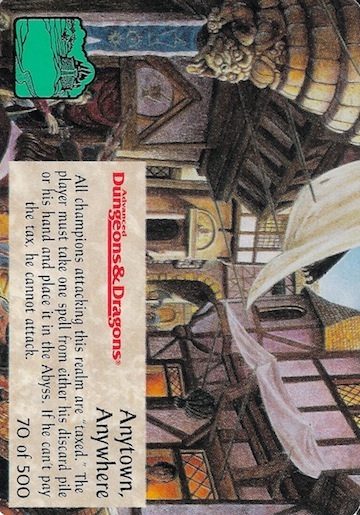 Anytown,
Anywhere
Advanced
Dungeons & Dragons®
All champions attacking this realm are "taxed." The
player must take one spell from either his discard pile
or his hand and place it in the Abyss. If he can't pay
the tax, he cannot attack.
70 of 500